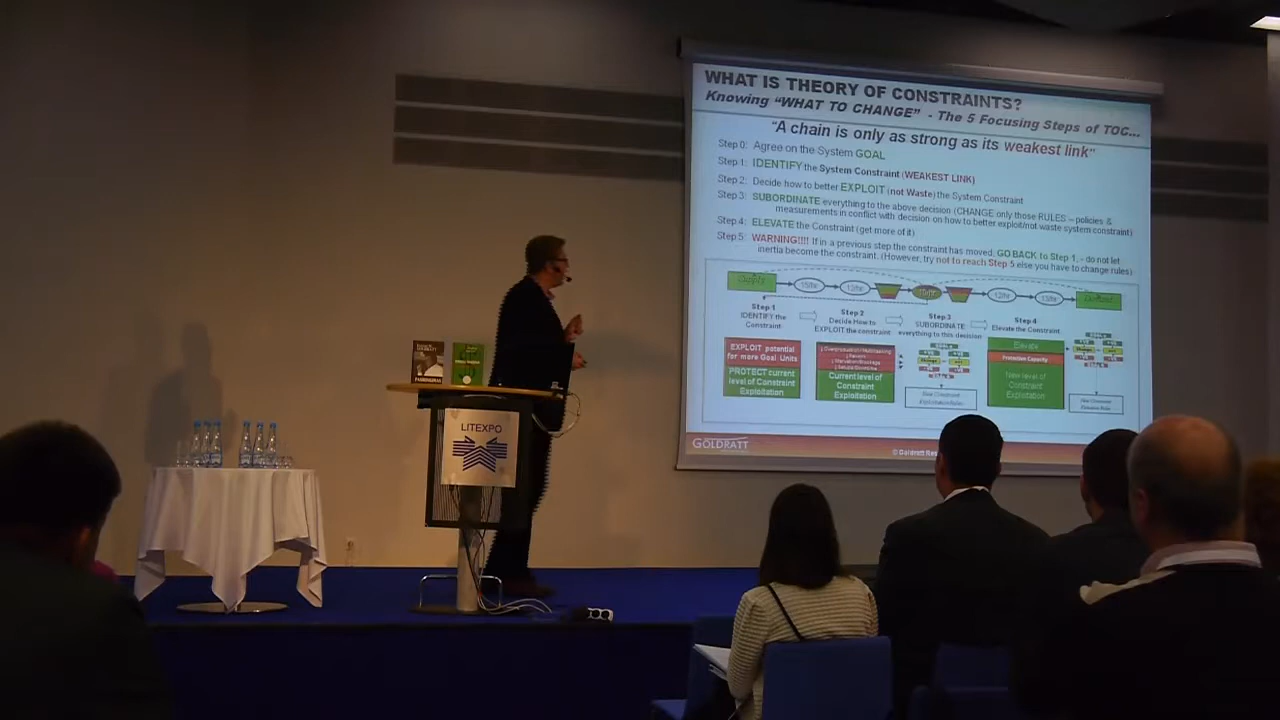 WHAT IS THEORY OF CONSTRAINTS?
Knowing "WHAT TO CHANGE" - The 5 Focusing Steps of TOC...
"A chain is only as strong as its weakest link"
Step 0: Agree on the System GOAL
Step 1: IDENTIFY the System Constraint (WEAKEST LINK)
Step 2: Decide how to better EXPLOIT (not Waste) the System Constraint
Step 3: SUBORDINATE everything to the above decision (CHANGE only those RULES – policies &
measurements in conflict with decision on how to better exploit/not waste system constraint)
Step 4: ELEVATE the Constraint (get more of it)
Step 5: WARNING!!!! If in a previous step the constraint has moved, GO BACK to Step 1, – do not let
inertia become the constraint. (However, try not to reach Step 5 else you have to change rules)
15/hr
12/hr
Step 1
IDENTIFY the
Constraint
Step 2
Decide How to
EXPLOIT the constraint
Step 3
SUBORDINATE
everything to this decision
Step 4
Elevate the Constraint
EXPLOIT potential
for more Goal Units
PROTECT current
level of Constraint
Exploitation
Current level of
Constraint
Exploitation
Elevate
Protection Capacity
New level of
Constraint
Exploitation
GOLDRATT
LITEXPO